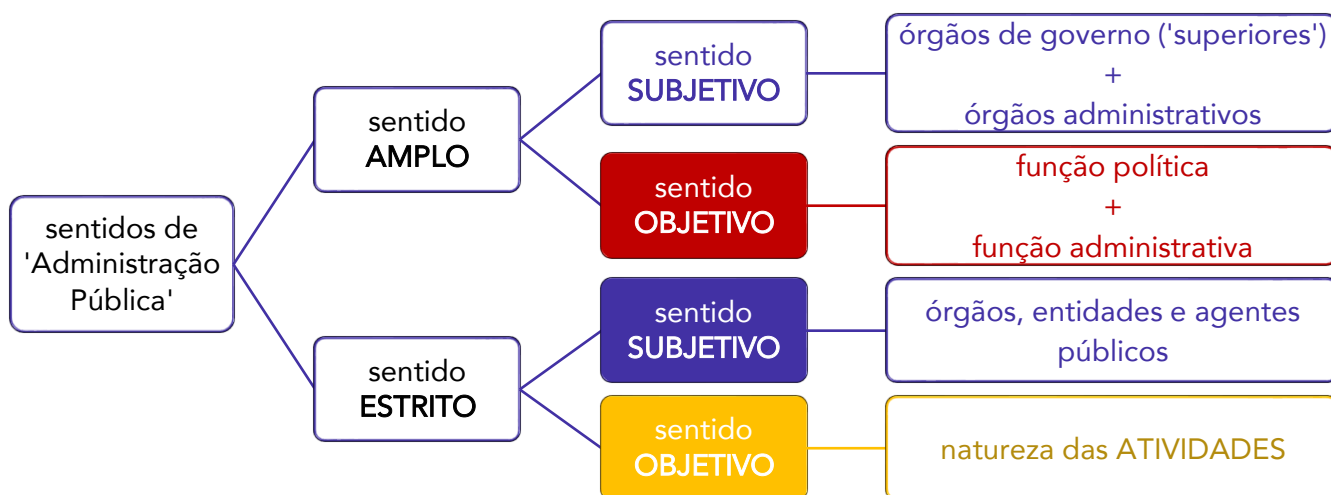 sentidos de
'Administração
Pública'
sentido
AMPLO
sentido
SUBJETIVO
órgãos de governo ('superiores')
+
órgãos administrativos
sentido
OBJETIVO
função política
+
função administrativa
sentido
ESTRITO
sentido
SUBJETIVO
órgãos, entidades e agentes
públicos
sentido
OBJETIVO
natureza das ATIVIDADES